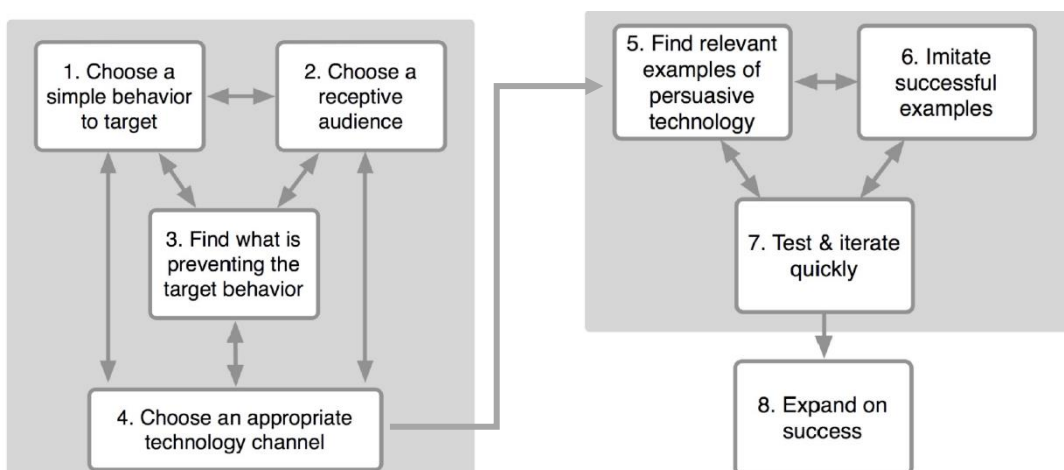 1. Choose a
simple behavior
to target
2. Choose a
receptive
audience
3. Find what is
preventing the
target behavior
4. Choose an appropriate
technology channel
5. Find relevant
examples of
persuasive
technology
6. Imitate
successful
examples
7. Test & iterate
quickly
8. Expand on
success